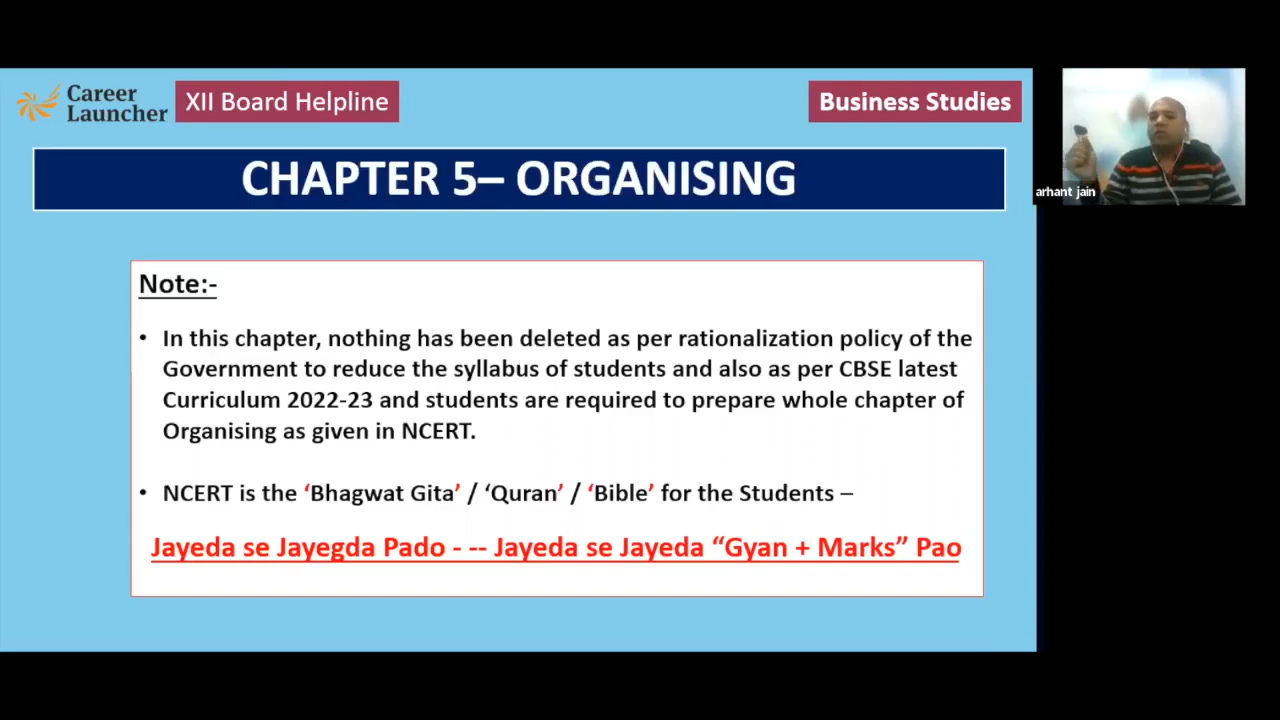 Career
Launcher
XII Board Helpline
Business Studies
CHAPTER 5– ORGANISING
arhant jain
Note:-
• In this chapter, nothing has been deleted as per rationalization policy of the
Government to reduce the syllabus of students and also as per CBSE latest
Curriculum 2022-23 and students are required to prepare whole chapter of
Organising as given in NCERT.
• NCERT is the ‘Bhagwat Gita’ / ‘Quran’ / ‘Bible’ for the Students –
Jayeda se Jayegda Pado - -- Jayeda se Jayeda “Gyan + Marks” Pao